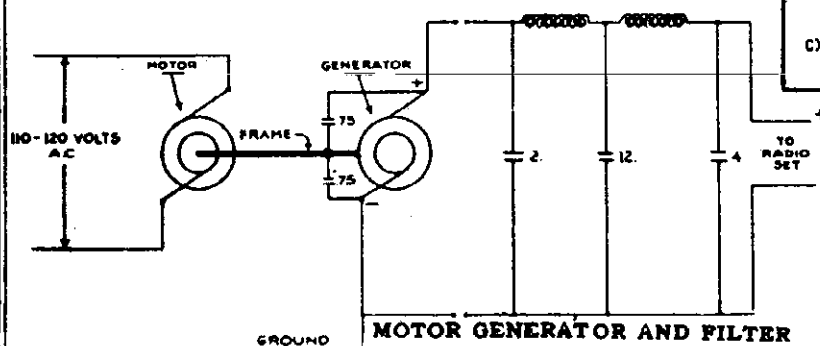 MOTOR
GENERATOR
110-120 VOLTS
A.C
FRAME
+
.75
.75
-
2.
12.
4
TO
RADIO
SET
GROUND
MOTOR GENERATOR AND FILTER